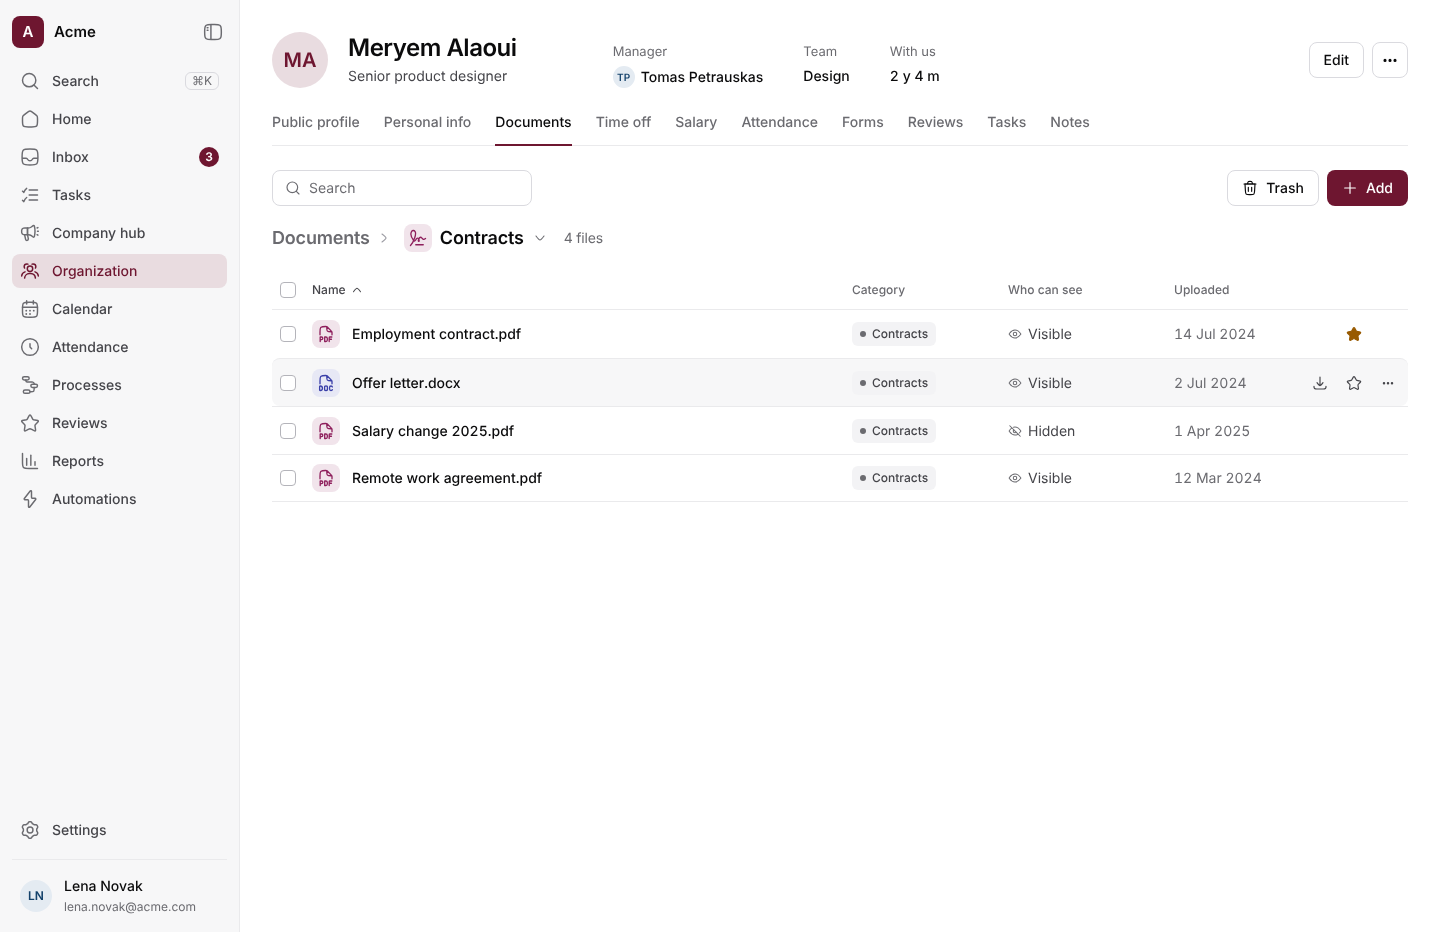 A Acme
Search ⌘K
Home
Inbox 3
Tasks
Company hub
Organization
Calendar
Attendance
Processes
Reviews
Reports
Automations
Settings
LN Lena Novak
lena.novak@acme.com
MA
Meryem Alaoui
Senior product designer
Manager
TP Tomas Petrauskas
Team
Design
With us
2 y 4 m
Edit
Public profile Personal info Documents Time off Salary Attendance Forms Reviews Tasks Notes
Search Trash Add
Documents Contracts 4 files
Name Category Who can see Uploaded
PDF Employment contract.pdf Contracts Visible 14 Jul 2024
DOC Offer letter.docx Contracts Visible 2 Jul 2024
PDF Salary change 2025.pdf Contracts Hidden 1 Apr 2025
PDF Remote work agreement.pdf Contracts Visible 12 Mar 2024